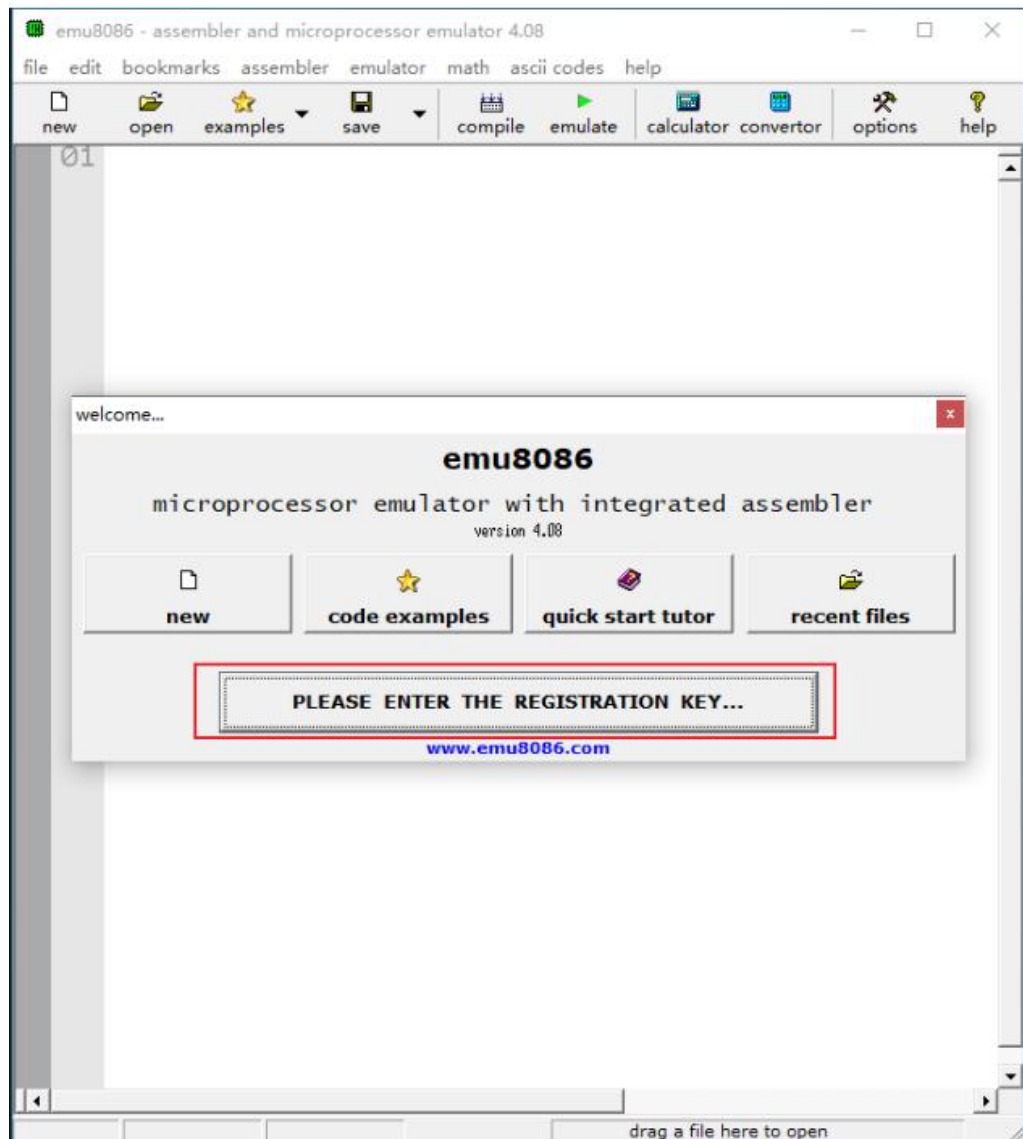 emu8086 - assembler and microprocessor emulator 4.08
file edit bookmarks assembler emulator math ascii codes help
new open examples save compile emulate calculator convertor options help
01
welcome...
emu8086
microprocessor emulator with integrated assembler
version 4.08
new code examples quick start tutor recent files
PLEASE ENTER THE REGISTRATION KEY...
www.emu8086.com
drag a file here to open